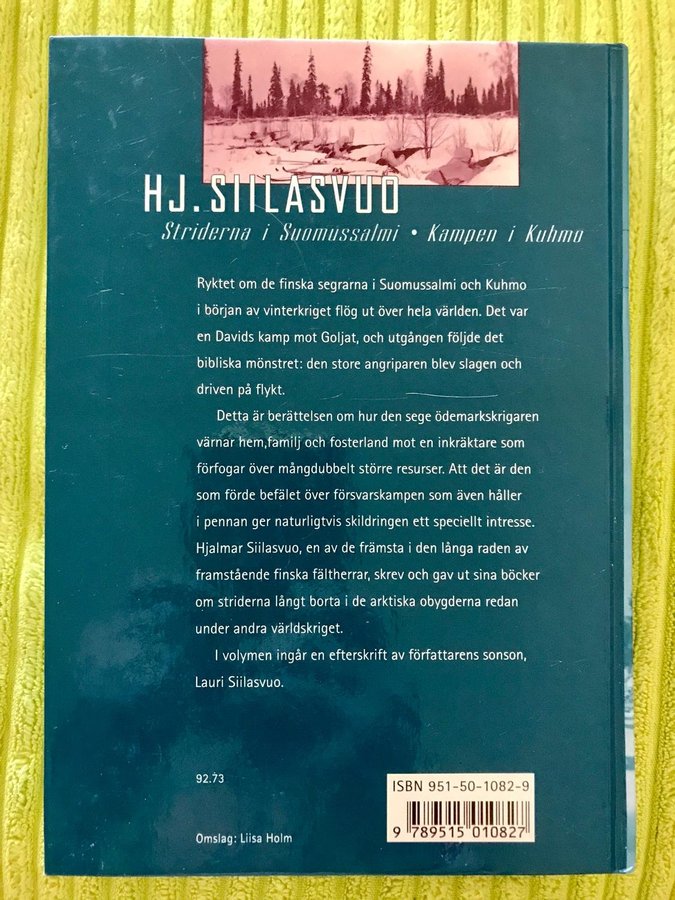 HJ. SIILASVUO
Striderna i Suomussalmi • Kampen i Kuhmo
Ryktet om de finska segrarna i Suomussalmi och Kuhmo
i början av vinterkriget flög ut över hela världen. Det var
en Davids kamp mot Goljat, och utgången följde det
bibliska mönstret: den store angriparen blev slagen och
driven på flykt.
Detta är berättelsen om hur den sege ödemarkskrigaren
värnar hem,familj och fosterland mot en inkräktare som
förfogar över mångdubbelt större resurser. Att det är den
som förde befälet över försvarskampen som även håller
i pennan ger naturligtvis skildringen ett speciellt intresse.
Hjalmar Siilasvuo, en av de främsta i den långa raden av
framstående finska fältherrar, skrev och gav ut sina böcker
om striderna långt borta i de arktiska obygderna redan
under andra världskriget.
I volymen ingår en efterskrift av författarens sonson,
Lauri Siilasvuo.
92.73
ISBN 951-50-1082-9
9 789515 010827
Omslag: Liisa Holm